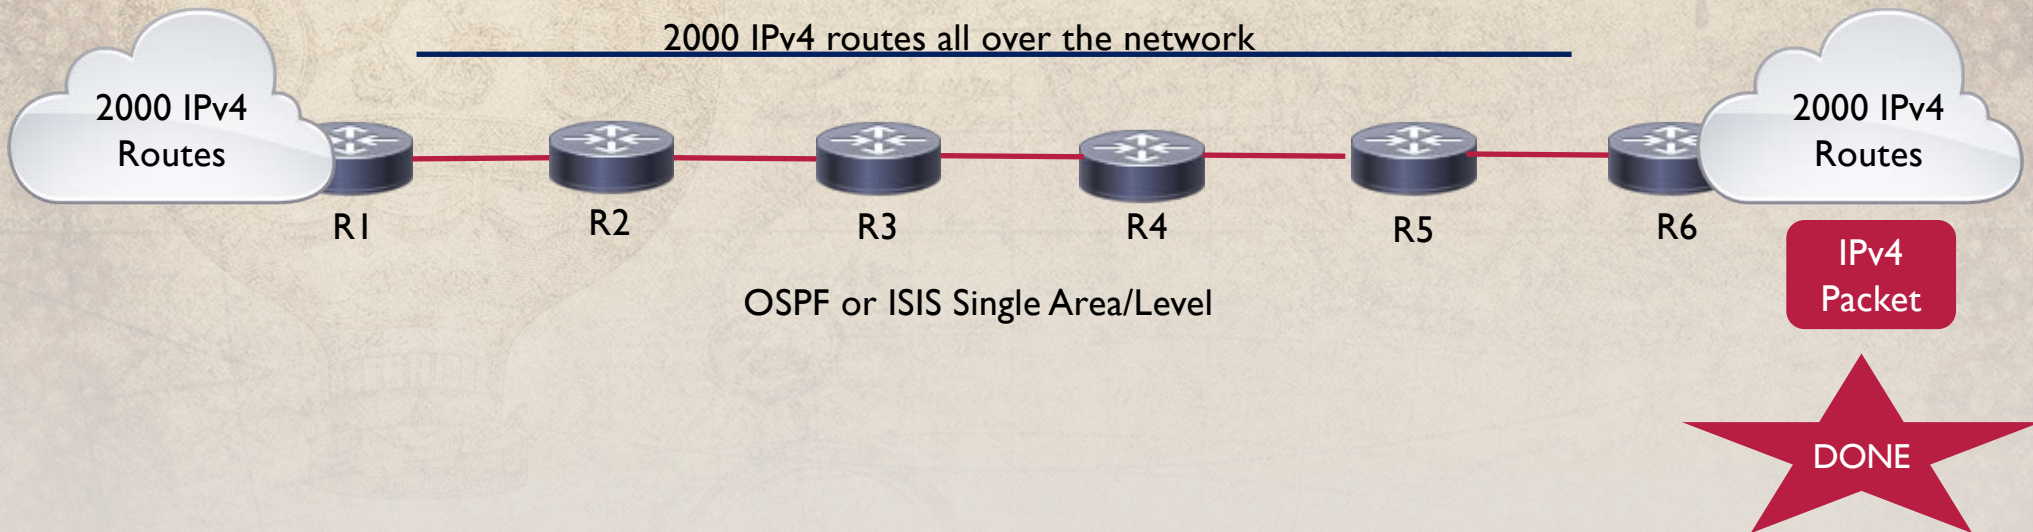 2000 IPv4 routes all over the network
2000 IPv4
Routes
2000 IPv4
Routes
R1
R2
R3
R4
R5
R6
IPv4
Packet
OSPF or ISIS Single Area/Level
DONE